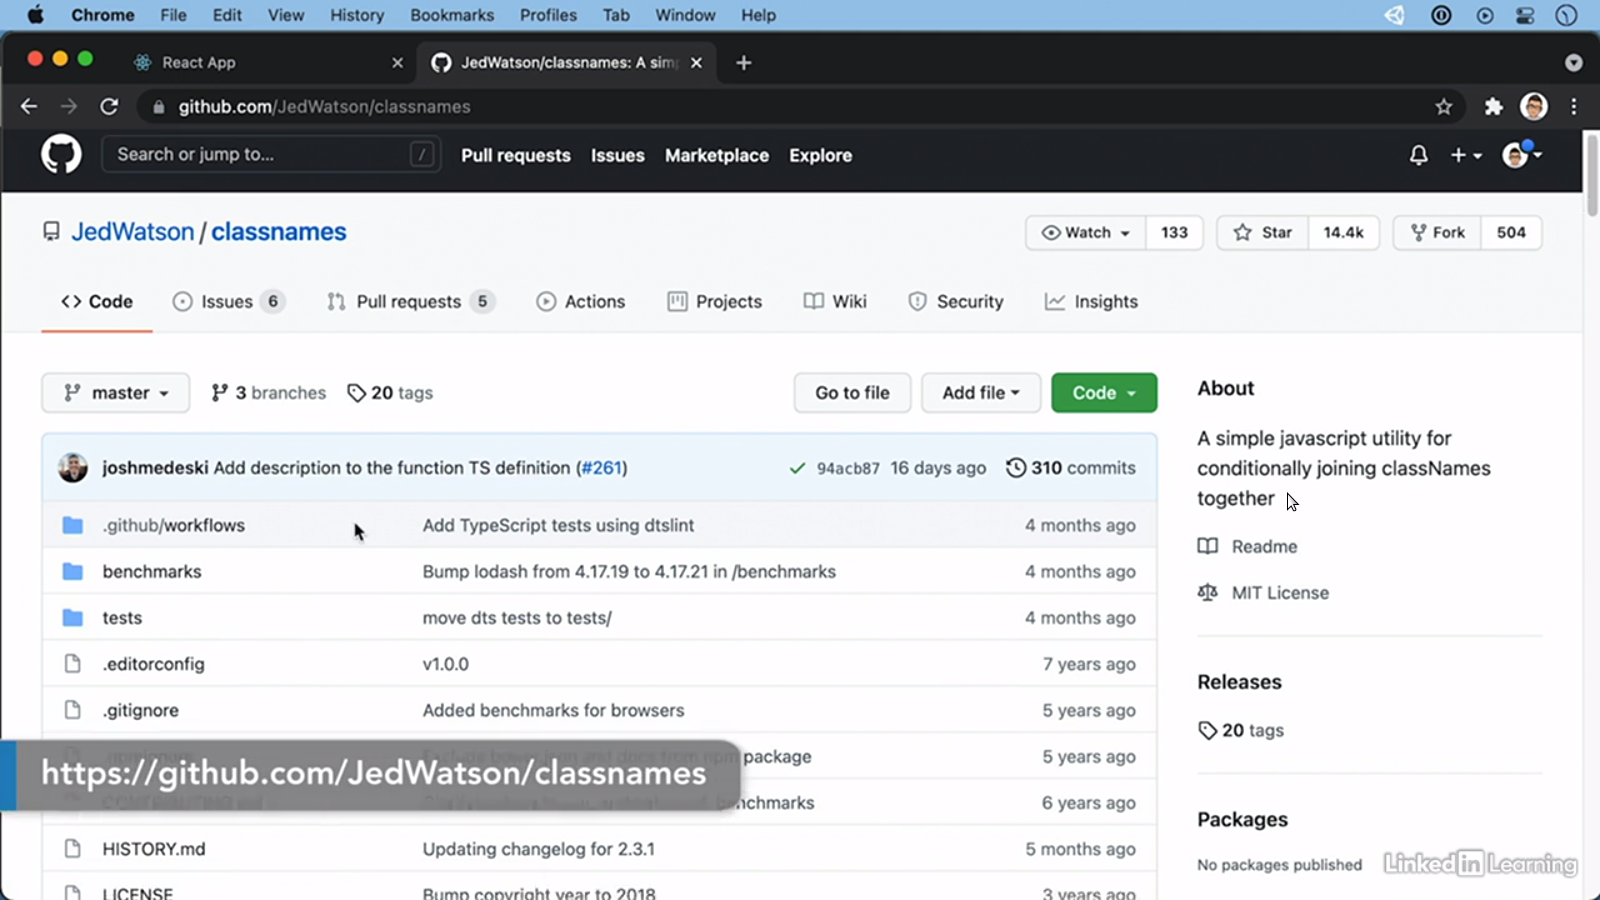 Chrome File Edit View History Bookmarks Profiles Tab Window Help
React App
JedWatson/classnames: A sim
github.com/JedWatson/classnames
Search or jump to... /
Pull requests Issues Marketplace Explore
JedWatson / classnames
Watch 133 Star 14.4k Fork 504
Code Issues 6 Pull requests 5 Actions Projects Wiki Security Insights
master 3 branches 20 tags Go to file Add file Code
joshmedeski Add description to the function TS definition (#261) 94acb87 16 days ago 310 commits
.github/workflows Add TypeScript tests using dtslint 4 months ago
benchmarks Bump lodash from 4.17.19 to 4.17.21 in /benchmarks 4 months ago
tests move dts tests to tests/ 4 months ago
.editorconfig v1.0.0 7 years ago
.gitignore Added benchmarks for browsers 5 years ago
package 5 years ago
https://github.com/JedWatson/classnames
6 years ago
HISTORY.md Updating changelog for 2.3.1 5 months ago
LICENSE Bump copyright year to 2018 3 years ago
About
A simple javascript utility for
conditionally joining classNames
together
Readme
MIT License
Releases
20 tags
Packages
No packages published
LinkedIn Learning